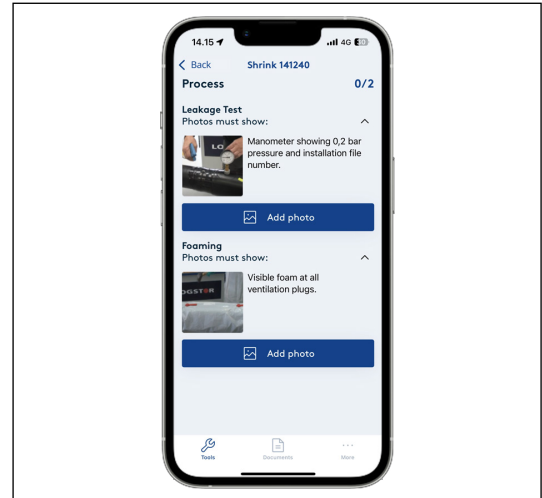 14.15
4G
Back
Shrink 141240
Process
0/2
Leakage Test
Photos must show:
LO
Manometer showing 0,2 bar
pressure and installation file
number.
Add photo
Foaming
Photos must show:
OGSTOR
Visible foam at all
ventilation plugs.
Add photo
Tools
Documents
More